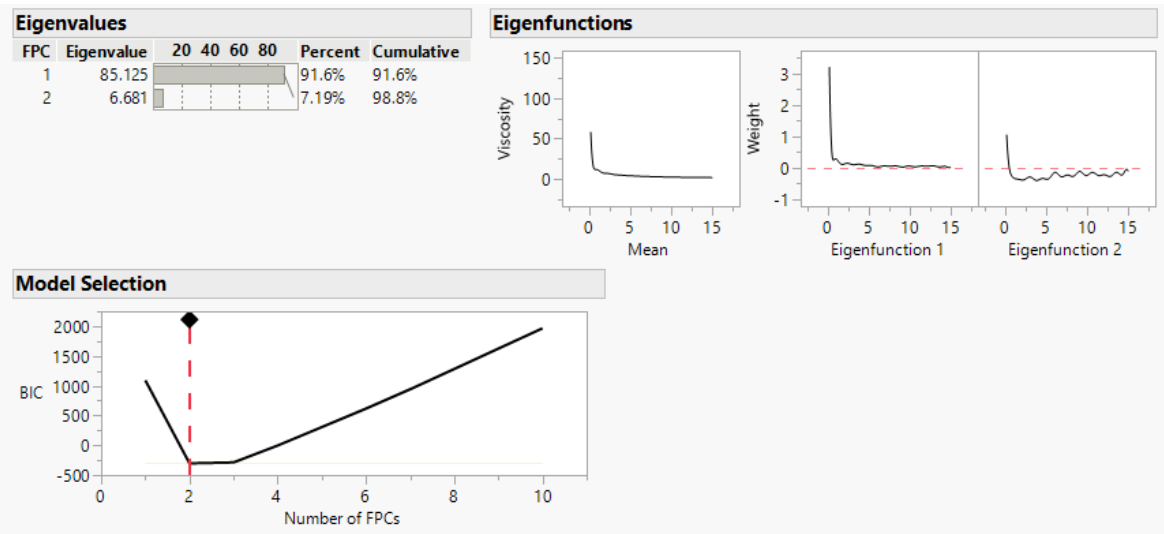 Eigenvalues
FPC Eigenvalue 20 40 60 80 Percent Cumulative
1 85.125 91.6% 91.6%
2 6.681 7.19% 98.8%
Eigenfunctions
Viscosity
150
100
50
0
0 5 10 15
Mean
Weight
3
2
1
0
-1
0 5 10 15
Eigenfunction 1
0 5 10 15
Eigenfunction 2
Model Selection
BIC
2000
1500
1000
500
0
-500
0 2 4 6 8 10
Number of FPCs